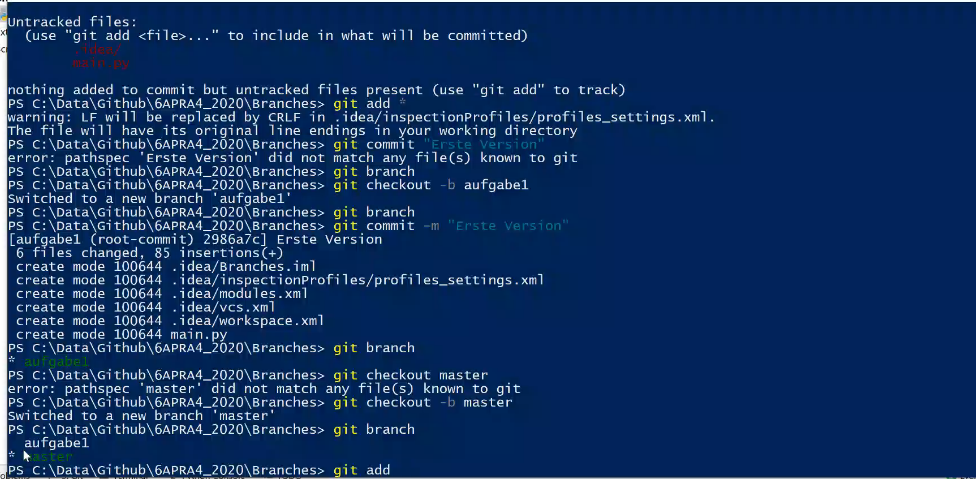 Untracked files:
(use "git add <file>..." to include in what will be committed)
.idea/
main.py
nothing added to commit but untracked files present (use "git add" to track)
PS C:\Data\Github\6APRA4_2020\Branches> git add *
warning: LF will be replaced by CRLF in .idea/inspectionProfiles/profiles_settings.xml.
The file will have its original line endings in your working directory
PS C:\Data\Github\6APRA4_2020\Branches> git commit "Erste Version"
error: pathspec 'Erste Version' did not match any file(s) known to git
PS C:\Data\Github\6APRA4_2020\Branches> git branch
PS C:\Data\Github\6APRA4_2020\Branches> git checkout -b aufgabe1
Switched to a new branch 'aufgabe1'
PS C:\Data\Github\6APRA4_2020\Branches> git branch
PS C:\Data\Github\6APRA4_2020\Branches> git commit -m "Erste Version"
[aufgabe1 (root-commit) 2986a7c] Erste Version
6 files changed, 85 insertions(+)
create mode 100644 .idea/Branches.iml
create mode 100644 .idea/inspectionProfiles/profiles_settings.xml
create mode 100644 .idea/modules.xml
create mode 100644 .idea/vcs.xml
create mode 100644 .idea/workspace.xml
create mode 100644 main.py
PS C:\Data\Github\6APRA4_2020\Branches> git branch
* aufgabe1
PS C:\Data\Github\6APRA4_2020\Branches> git checkout master
error: pathspec 'master' did not match any file(s) known to git
PS C:\Data\Github\6APRA4_2020\Branches> git checkout -b master
Switched to a new branch 'master'
PS C:\Data\Github\6APRA4_2020\Branches> git branch
aufgabe1
* master
PS C:\Data\Github\6APRA4_2020\Branches> git add